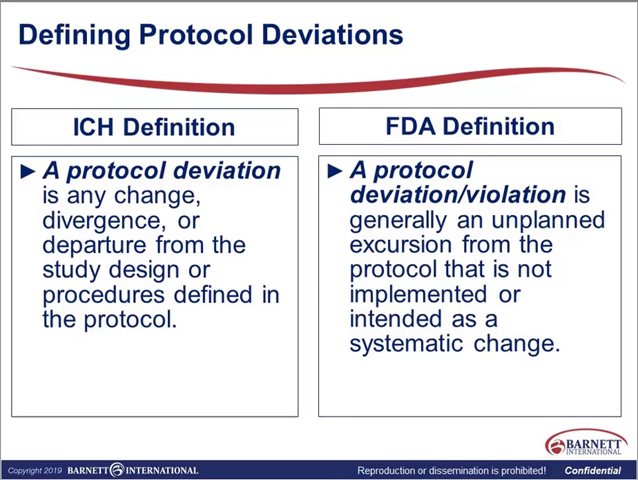 Defining Protocol Deviations
ICH Definition
► A protocol deviation
is any change,
divergence, or
departure from the
study design or
procedures defined in
the protocol.
FDA Definition
► A protocol
deviation/violation is
generally an unplanned
excursion from the
protocol that is not
implemented or
intended as a
systematic change.
BARNETT
INTERNATIONAL
Copyright 2019 BARNETT INTERNATIONAL
Reproduction or dissemination is prohibited! Confidential